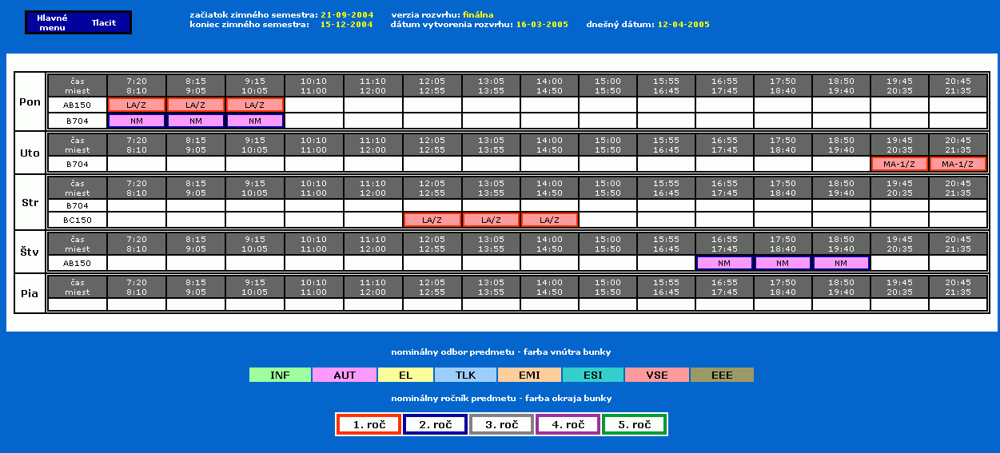 Hlavné menu Tlacit
začiatok zimného semestra: 21-09-2004 verzia rozvrhu: finálna
koniec zimného semestra: 15-12-2004 dátum vytvorenia rozvrhu: 16-03-2005 dnešný dátum: 12-04-2005
Pon
čas 7:20 8:15 9:15 10:10 11:10 12:05 13:05 14:00 15:00 15:55 16:55 17:50 18:50 19:45 20:45
miest 8:10 9:05 10:05 11:00 12:00 12:55 13:55 14:50 15:50 16:45 17:45 18:40 19:40 20:35 21:35
AB150 LA/Z LA/Z LA/Z
B704 NM NM NM
Uto
čas 7:20 8:15 9:15 10:10 11:10 12:05 13:05 14:00 15:00 15:55 16:55 17:50 18:50 19:45 20:45
miest 8:10 9:05 10:05 11:00 12:00 12:55 13:55 14:50 15:50 16:45 17:45 18:40 19:40 20:35 21:35
B704 MA-1/Z MA-1/Z
Str
čas 7:20 8:15 9:15 10:10 11:10 12:05 13:05 14:00 15:00 15:55 16:55 17:50 18:50 19:45 20:45
miest 8:10 9:05 10:05 11:00 12:00 12:55 13:55 14:50 15:50 16:45 17:45 18:40 19:40 20:35 21:35
B704
BC150 LA/Z LA/Z LA/Z
Štv
čas 7:20 8:15 9:15 10:10 11:10 12:05 13:05 14:00 15:00 15:55 16:55 17:50 18:50 19:45 20:45
miest 8:10 9:05 10:05 11:00 12:00 12:55 13:55 14:50 15:50 16:45 17:45 18:40 19:40 20:35 21:35
AB150 NM NM NM
Pia
čas 7:20 8:15 9:15 10:10 11:10 12:05 13:05 14:00 15:00 15:55 16:55 17:50 18:50 19:45 20:45
miest 8:10 9:05 10:05 11:00 12:00 12:55 13:55 14:50 15:50 16:45 17:45 18:40 19:40 20:35 21:35
nominálny odbor predmetu - farba vnútra bunky
INF AUT EL TLK EMI ESI VSE EEE
nominálny ročník predmetu - farba okraja bunky
1. roč 2. roč 3. roč 4. roč 5. roč